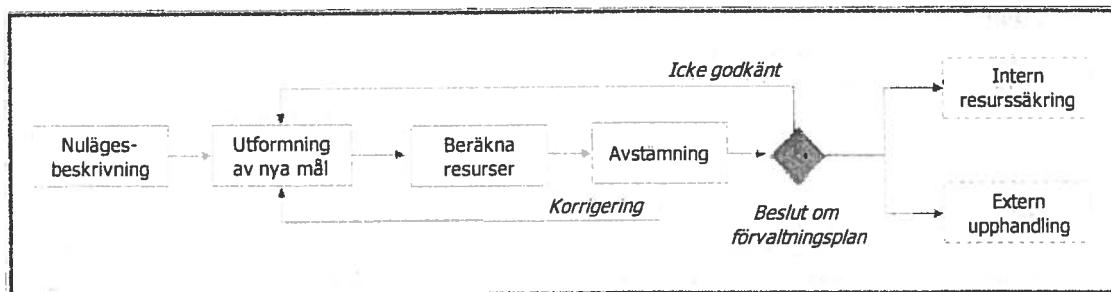 Icke godkänt
Intern
resurssäkring
Nuläges-
beskrivning
Utformning
av nya mål
Beräkna
resurser
Avstämning
Korrigering
Beslut om
förvaltningsplan
Extern
upphandling